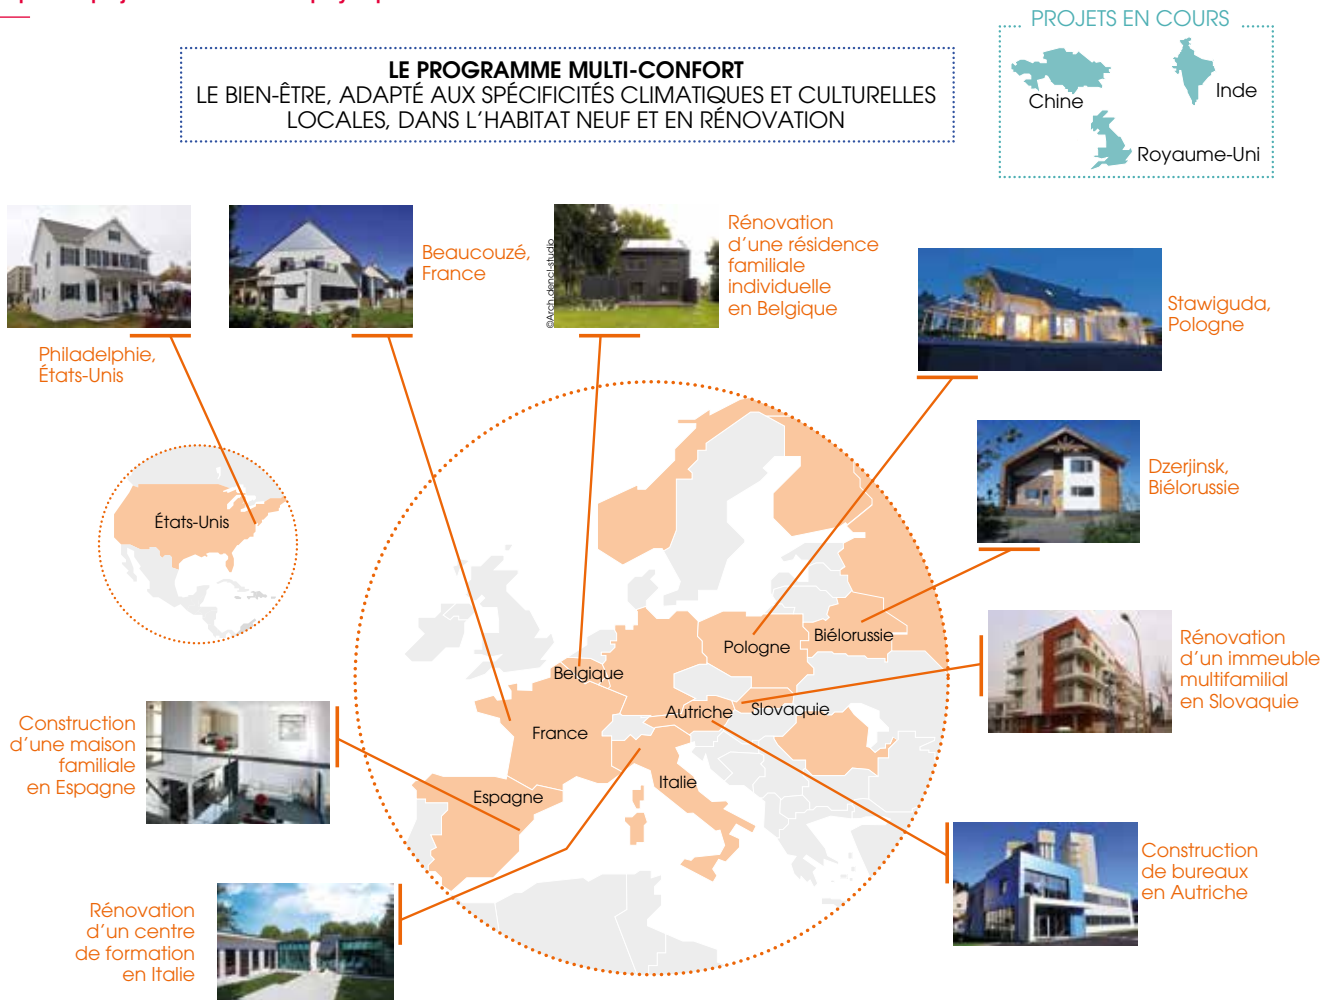 PROJETS EN COURS
Chine
Inde
Royaume-Uni
LE PROGRAMME MULTI-CONFORT
LE BIEN-ÊTRE, ADAPTÉ AUX SPÉCIFICITÉS CLIMATIQUES ET CULTURELLES
LOCALES, DANS L'HABITAT NEUF ET EN RÉNOVATION
Philadelphie,
États-Unis
Beaucouzé,
France
©Arch.denc!-studio
Rénovation
d'une résidence
familiale
individuelle
en Belgique
Stawiguda,
Pologne
Dzerjinsk,
Biélorussie
États-Unis
Belgique
Pologne
Biélorussie
Autriche
Slovaquie
France
Italie
Espagne
Rénovation
d'un immeuble
multifamilial
en Slovaquie
Construction
d'une maison
familiale
en Espagne
Construction
de bureaux
en Autriche
Rénovation
d'un centre
de formation
en Italie